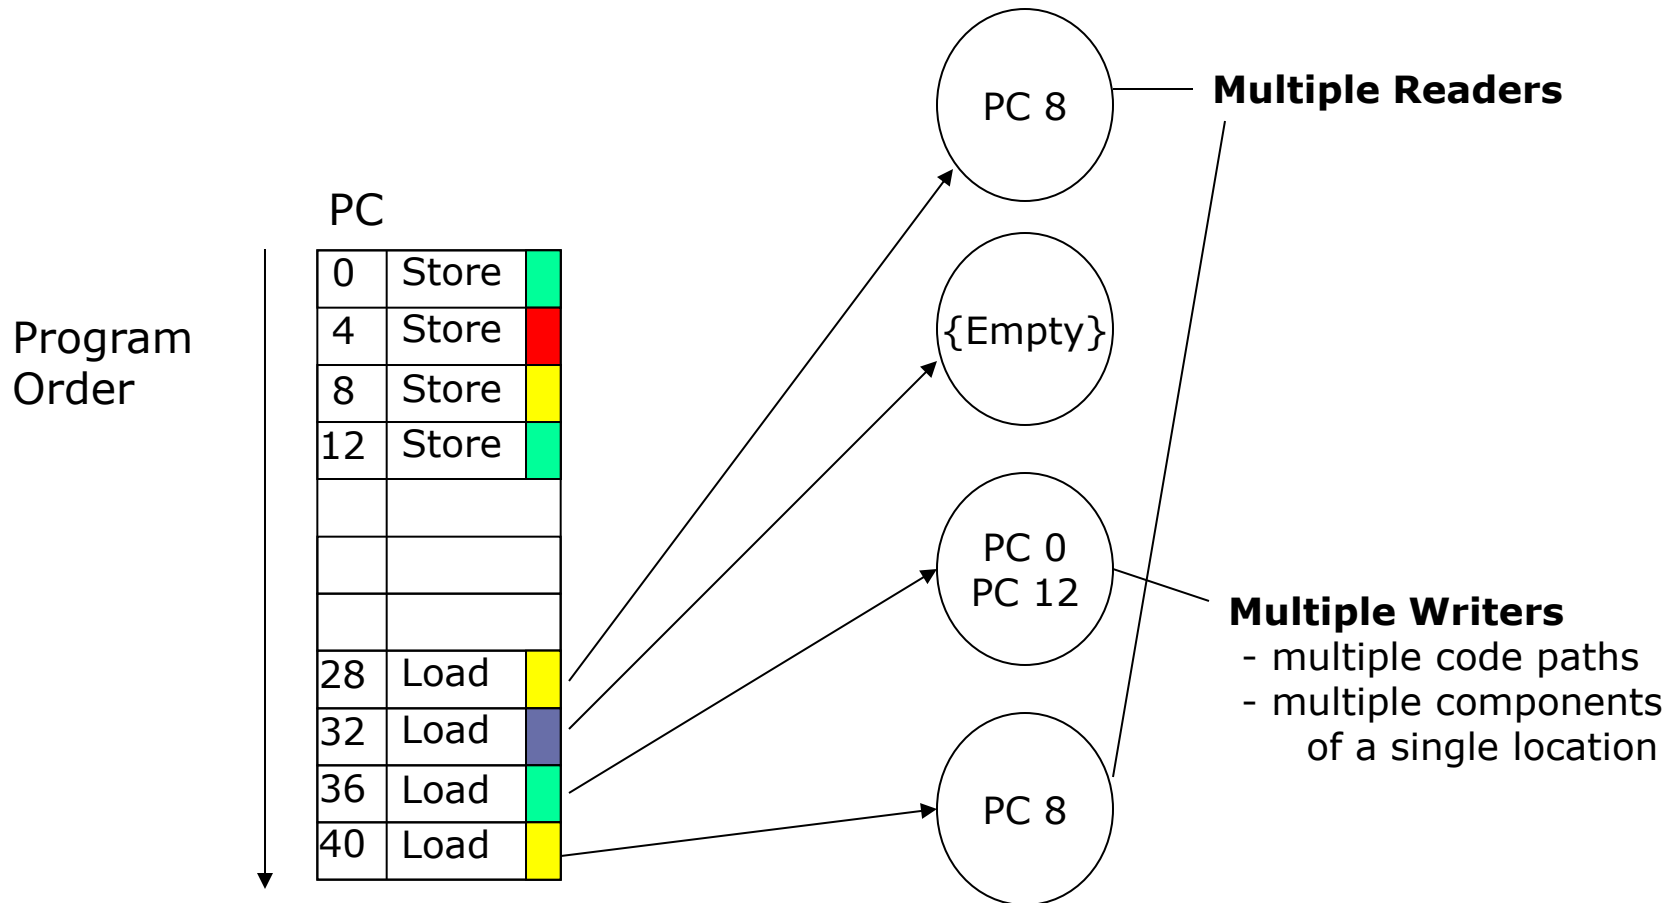 Program
Order
PC
0 Store
4 Store
8 Store
12 Store
28 Load
32 Load
36 Load
40 Load
PC 8
{Empty}
PC 0
PC 12
PC 8
Multiple Readers
Multiple Writers
- multiple code paths
- multiple components
of a single location